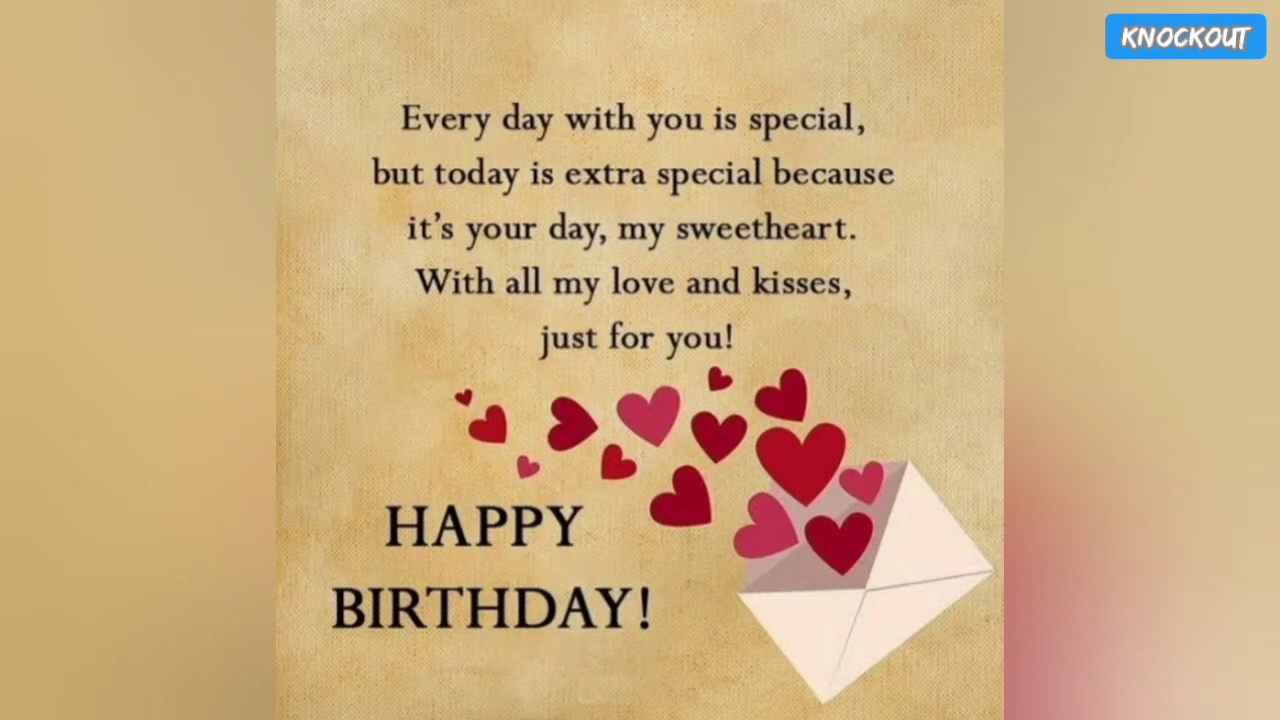 KNOCKOUT
Every day with you is special,
but today is extra special because
it's your day, my sweetheart.
With all my love and kisses,
just for you!
HAPPY
BIRTHDAY!